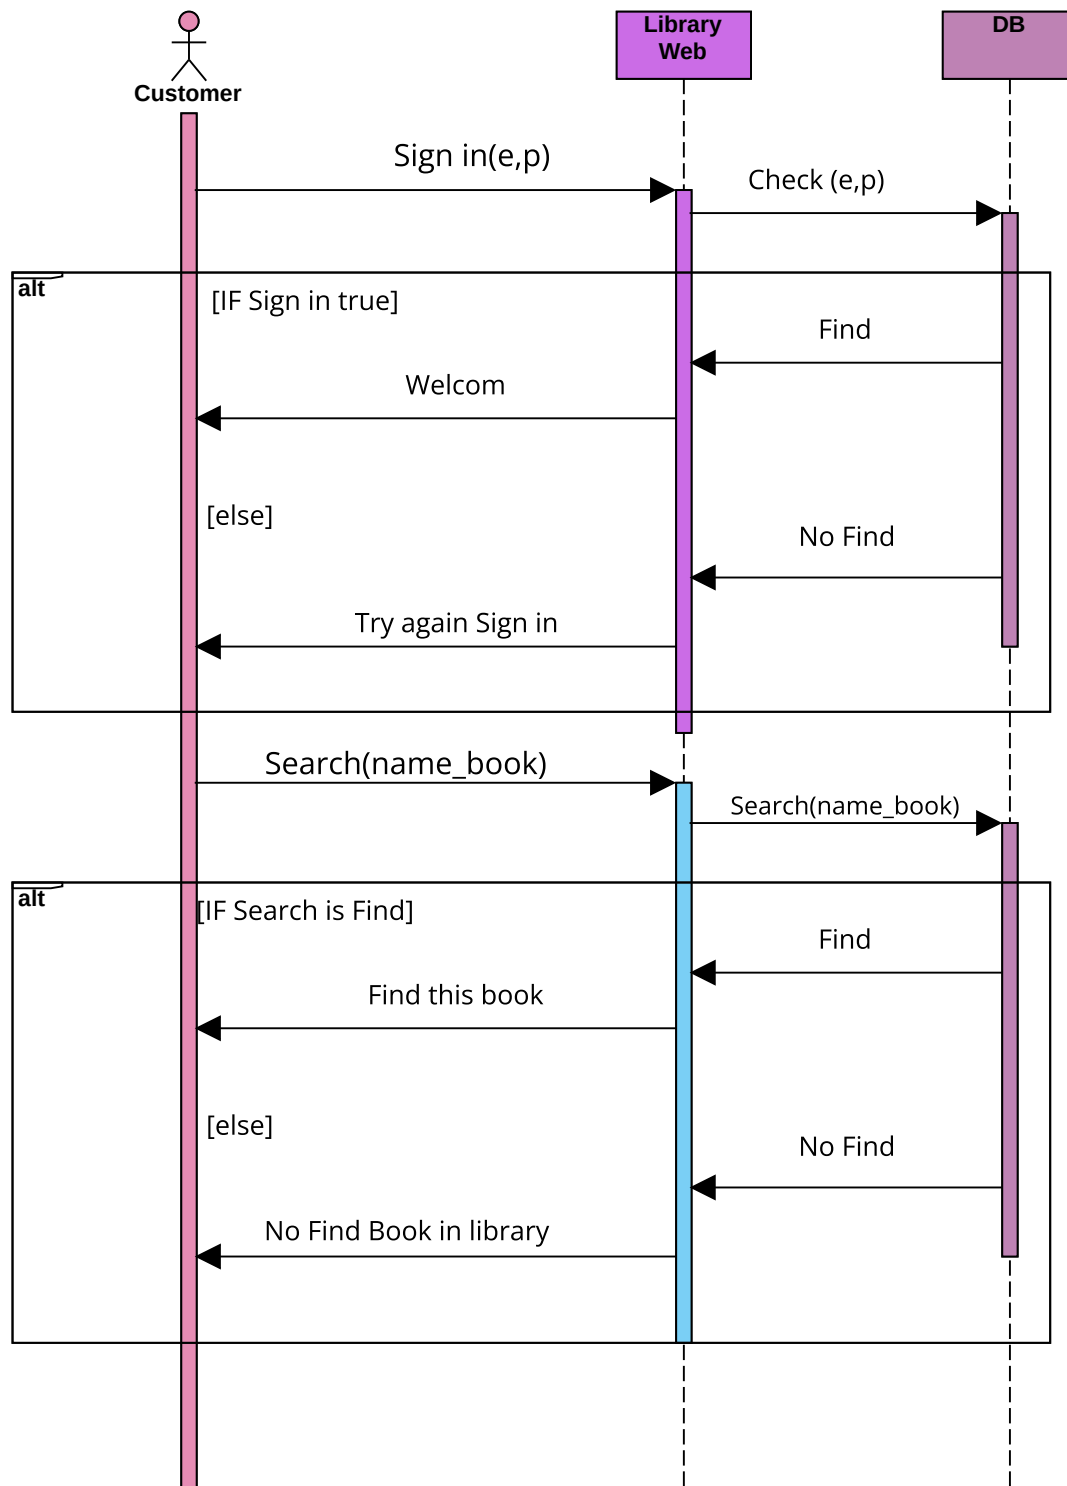 Customer
Library
Web
DB
Sign in(e,p)
Check (e,p)
alt
[IF Sign in true]
Find
Welcom
[else]
No Find
Try again Sign in
Search(name_book)
Search(name_book)
alt
[IF Search is Find]
Find
Find this book
[else]
No Find
No Find Book in library